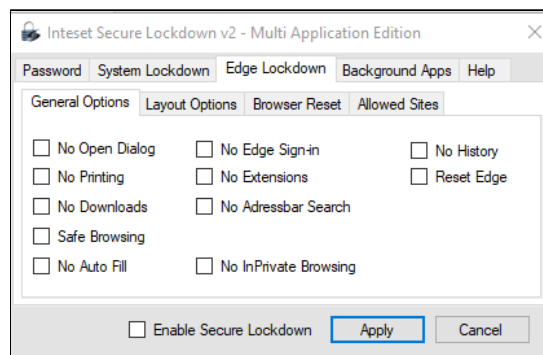 Inteset Secure Lockdown v2 - Multi Application Edition
Password System Lockdown Edge Lockdown Background Apps Help
General Options Layout Options Browser Reset Allowed Sites
No Open Dialog No Edge Sign-in No History
No Printing No Extensions Reset Edge
No Downloads No Adressbar Search
Safe Browsing
No Auto Fill No InPrivate Browsing
Enable Secure Lockdown Apply Cancel